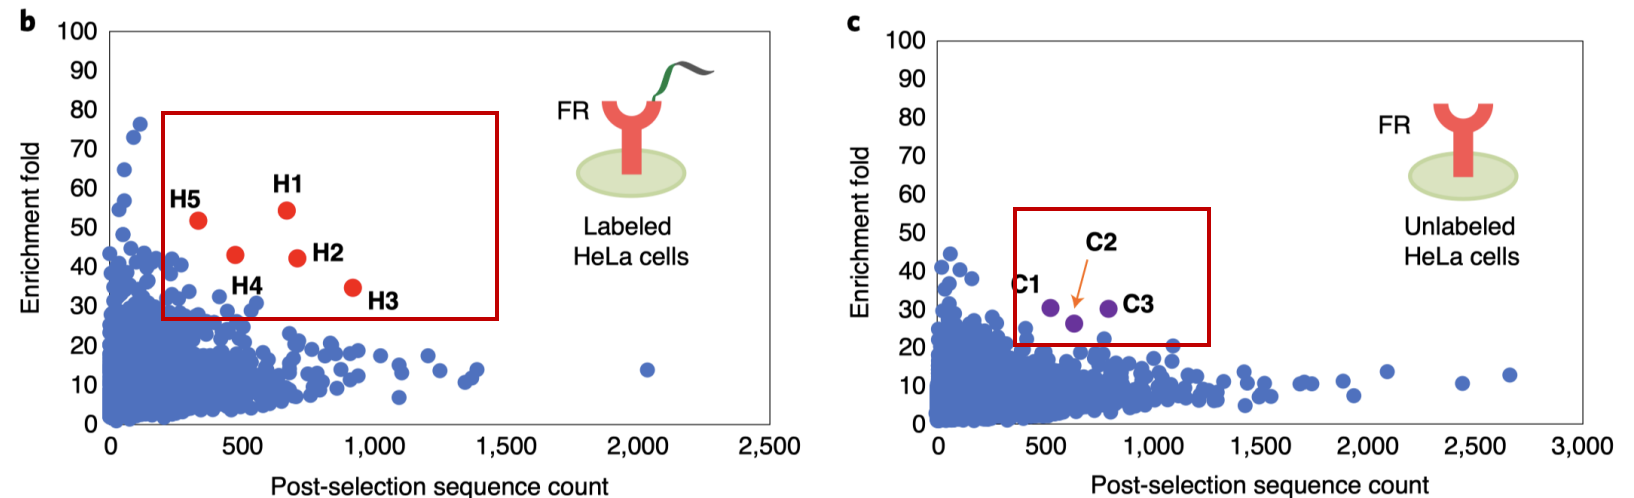 b
100
90
80
70
60
50
40
30
20
10
0
Enrichment fold
H5
H1
H2
H4
H3
FR
Labeled
HeLa cells
0
500
1,000
1,500
2,000
2,500
Post-selection sequence count
c
100
90
80
70
60
50
40
30
20
10
0
Enrichment fold
C2
C1
C3
FR
Unlabeled
HeLa cells
0
500
1,000
1,500
2,000
2,500
3,000
Post-selection sequence count